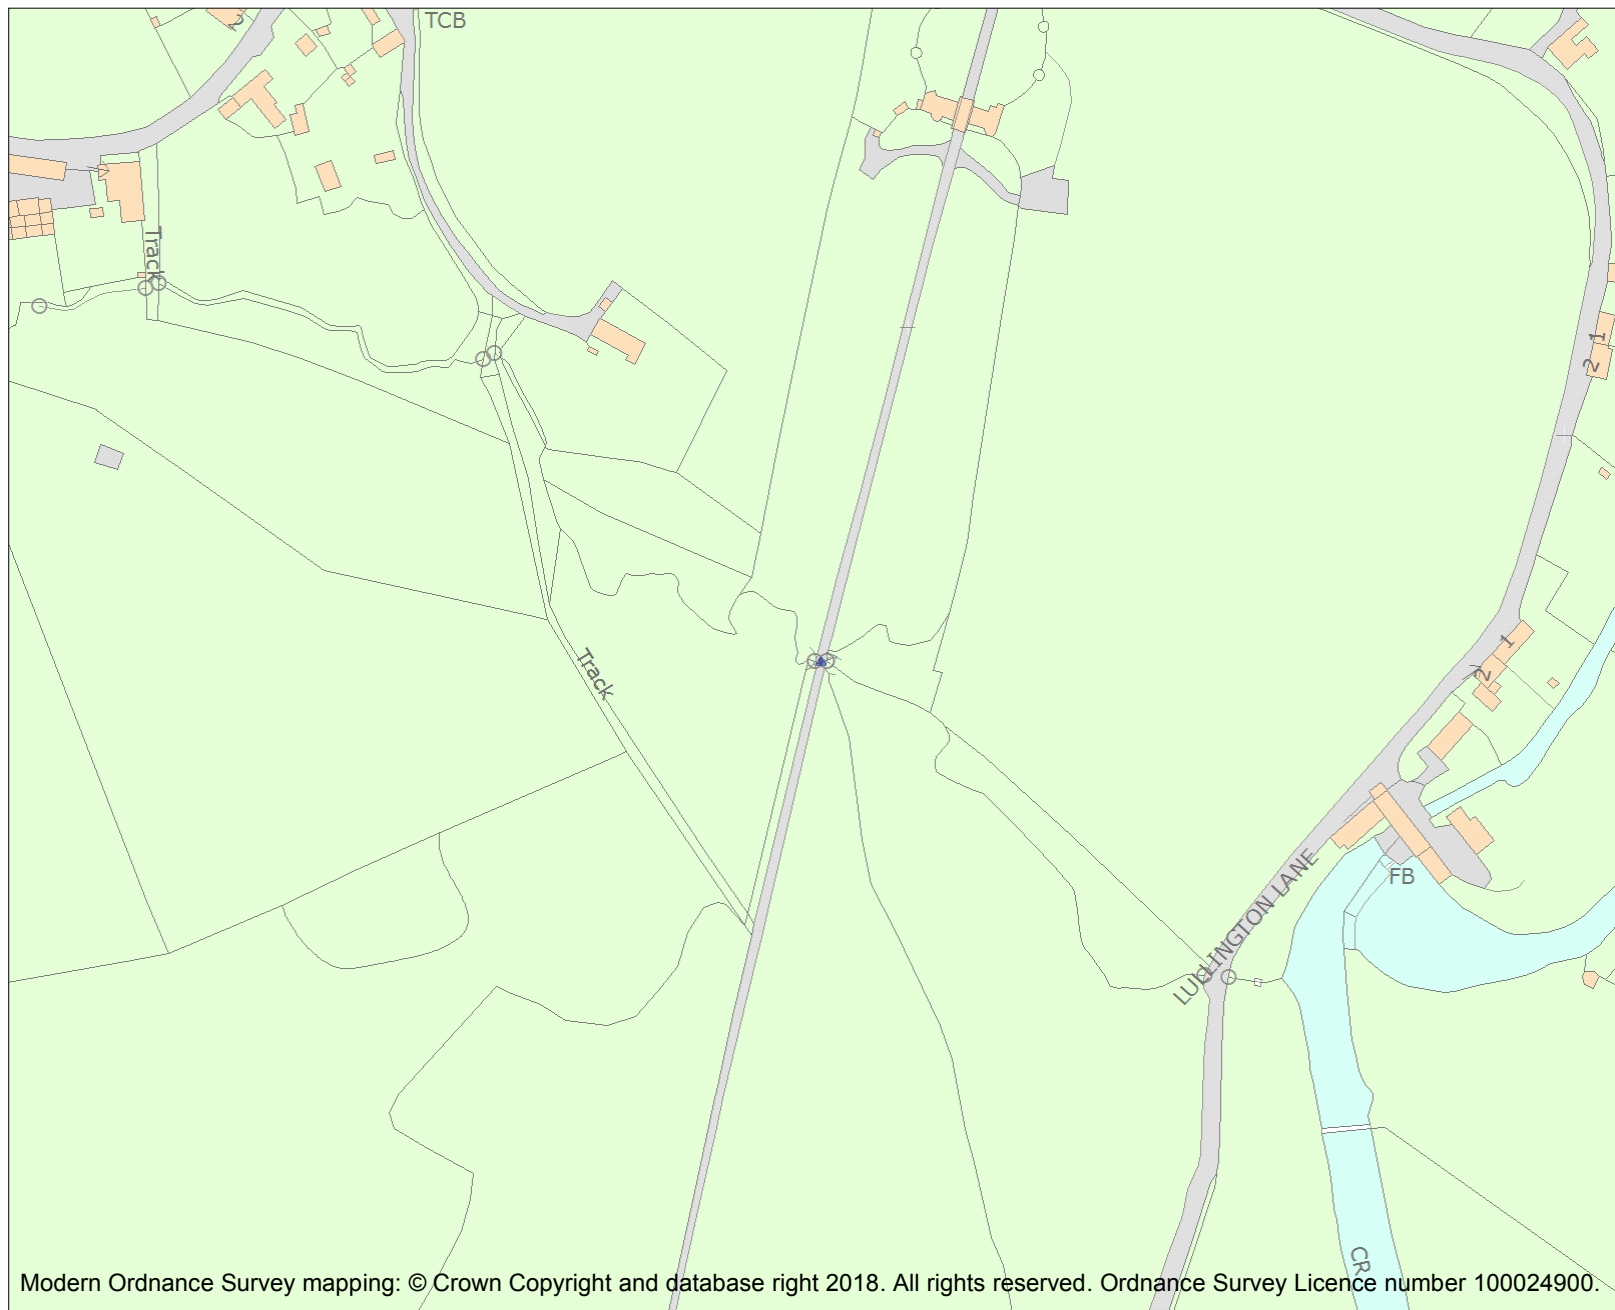 2
TCB
Track
1
2
Track
1
2
FB
LULLINGTON LANE
CR
Modern Ordnance Survey mapping: © Crown Copyright and database right 2018. All rights reserved. Ordnance Survey Licence number 100024900.